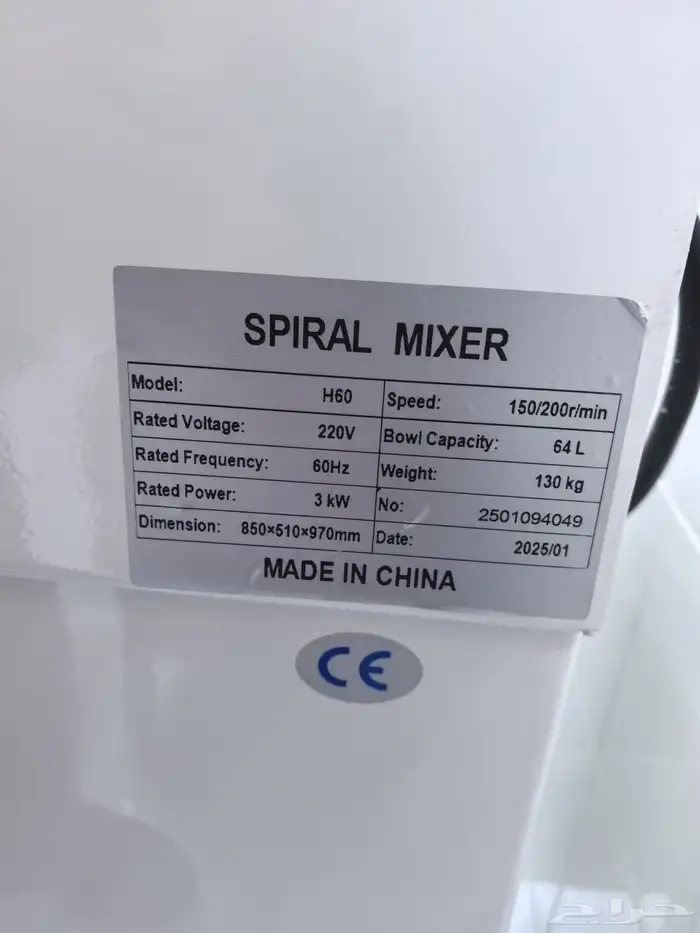 SPIRAL MIXER
Model: H60 Speed: 150/200r/min
Rated Voltage: 220V Bowl Capacity: 64 L
Rated Frequency: 60Hz Weight: 130 kg
Rated Power: 3 kW No: 2501094049
Dimension: 850×510×970mm Date: 2025/01
MADE IN CHINA
CE
حراج